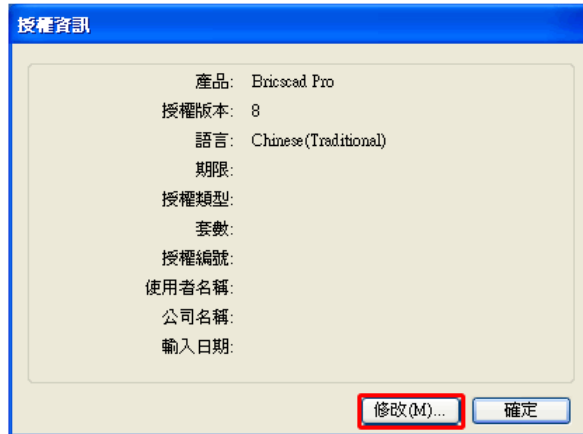 授權資訊
產品: Bricscad Pro
授權版本: 8
語言: Chinese(Traditional)
期限:
授權類型:
套數:
授權編號:
使用者名稱:
公司名稱:
輸入日期:
修改(M)... 確定